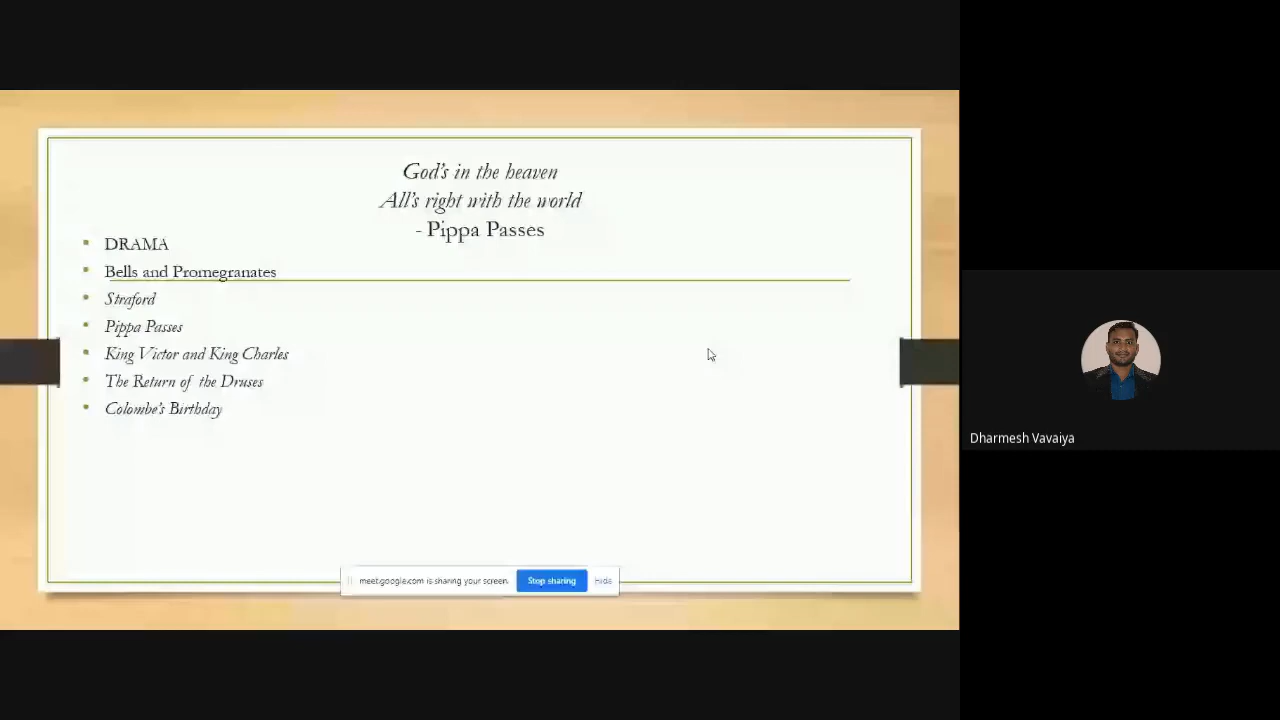 God's in the heaven
All's right with the world
- Pippa Passes
DRAMA
Bells and Promegranates
Straford
Pippa Passes
King Victor and King Charles
The Return of the Druses
Colombe's Birthday
meet.google.com is sharing your screen.
Stop sharing
Hide
Dharmesh Vavaiya